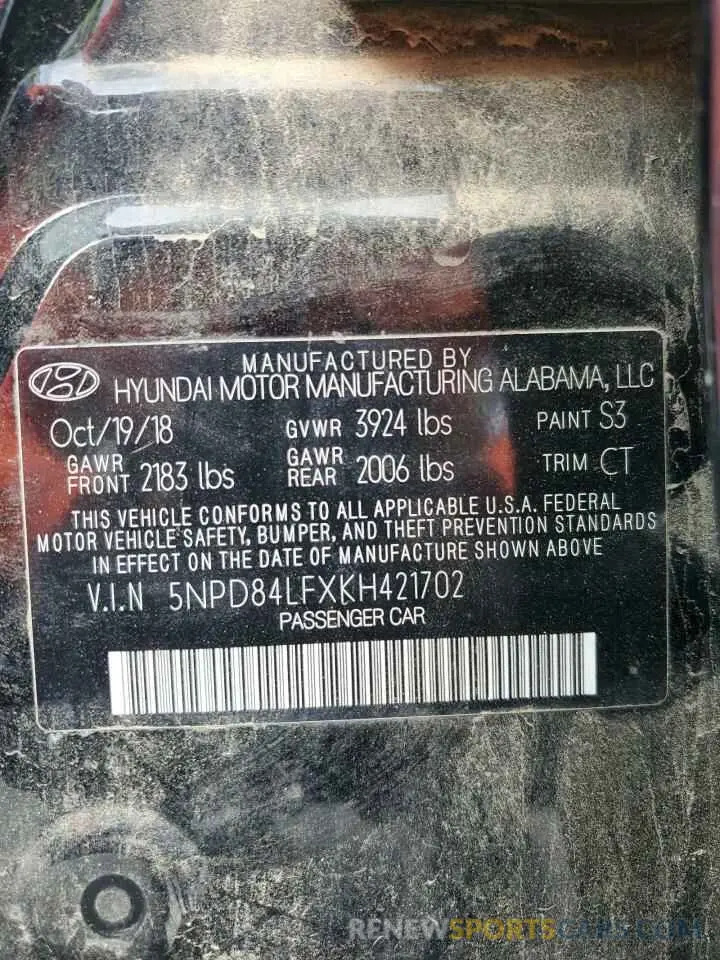 MANUFACTURED BY
HYUNDAI MOTOR MANUFACTURING ALABAMA, LLC
Oct/19/18 GVWR 3924 lbs PAINT S3
GAWR FRONT 2183 lbs GAWR REAR 2006 lbs TRIM CT
THIS VEHICLE CONFORMS TO ALL APPLICABLE U.S.A. FEDERAL
MOTOR VEHICLE SAFETY, BUMPER, AND THEFT PREVENTION STANDARDS
IN EFFECT ON THE DATE OF MANUFACTURE SHOWN ABOVE
V.I.N 5NPD84LFXKH421702
PASSENGER CAR
RENEWSPORTSCARS.COM